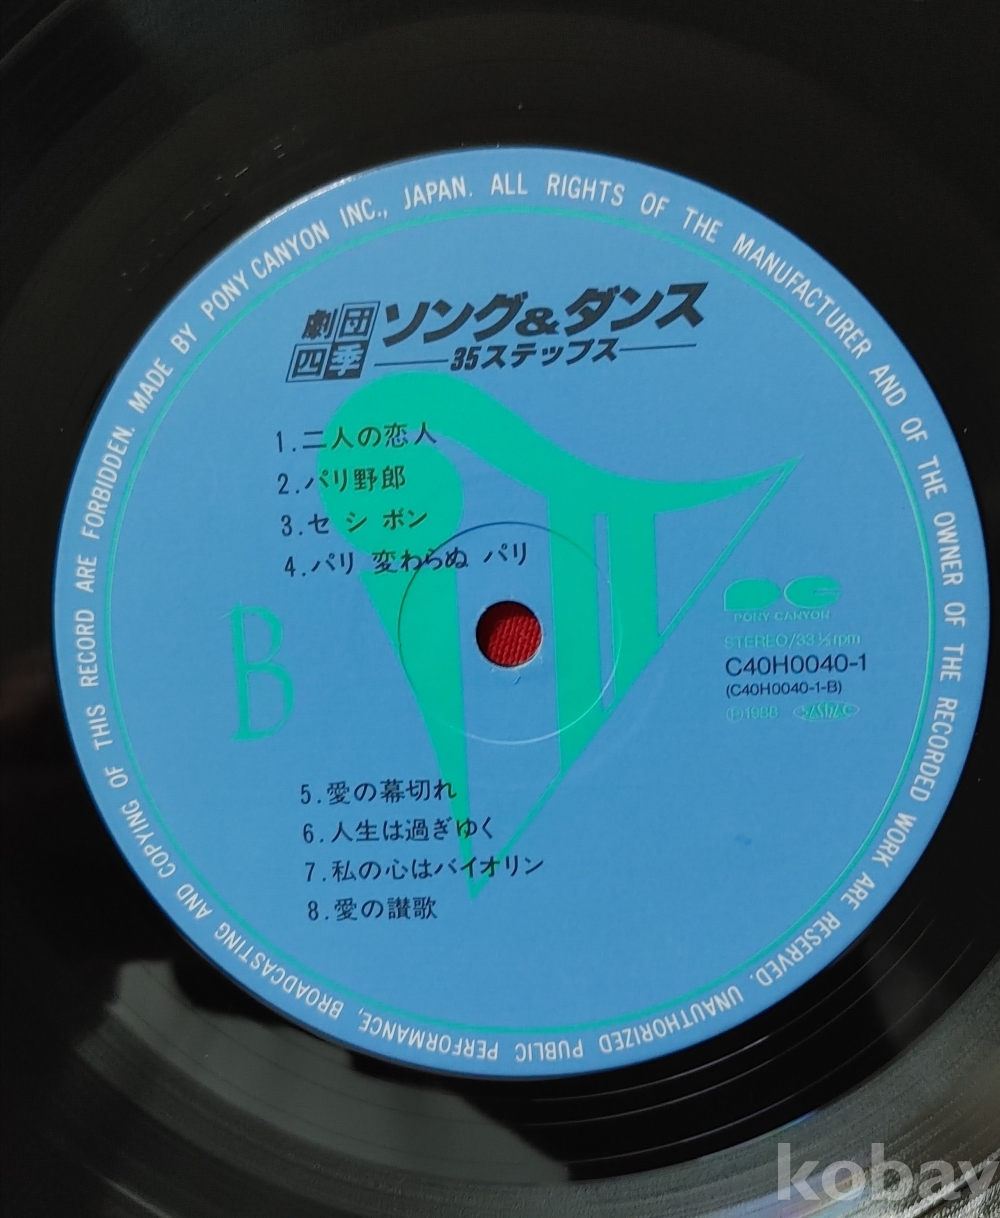 MADE BY PONY CANYON INC., JAPAN. ALL RIGHTS OF THE MANUFACTURER AND OF THE OWNER OF THE RECORDED WORK ARE RESERVED. UNAUTHORIZED PUBLIC PERFORMANCE, BROADCASTING AND COPYING OF THIS RECORD ARE FORBIDDEN.
劇団四季
ソング&ダンス
35ステップス
1.二人の恋人
2.パリ野郎
3.セ シ ボン
4.パリ 変わらぬ パリ
B
PONY CANYON
STEREO/33⅓rpm
C40H0040-1
(C40H0040-1-B)
Ⓟ1988 JASRAC
5.愛の幕切れ
6.人生は過ぎゆく
7.私の心はバイオリン
8.愛の讃歌
kobay